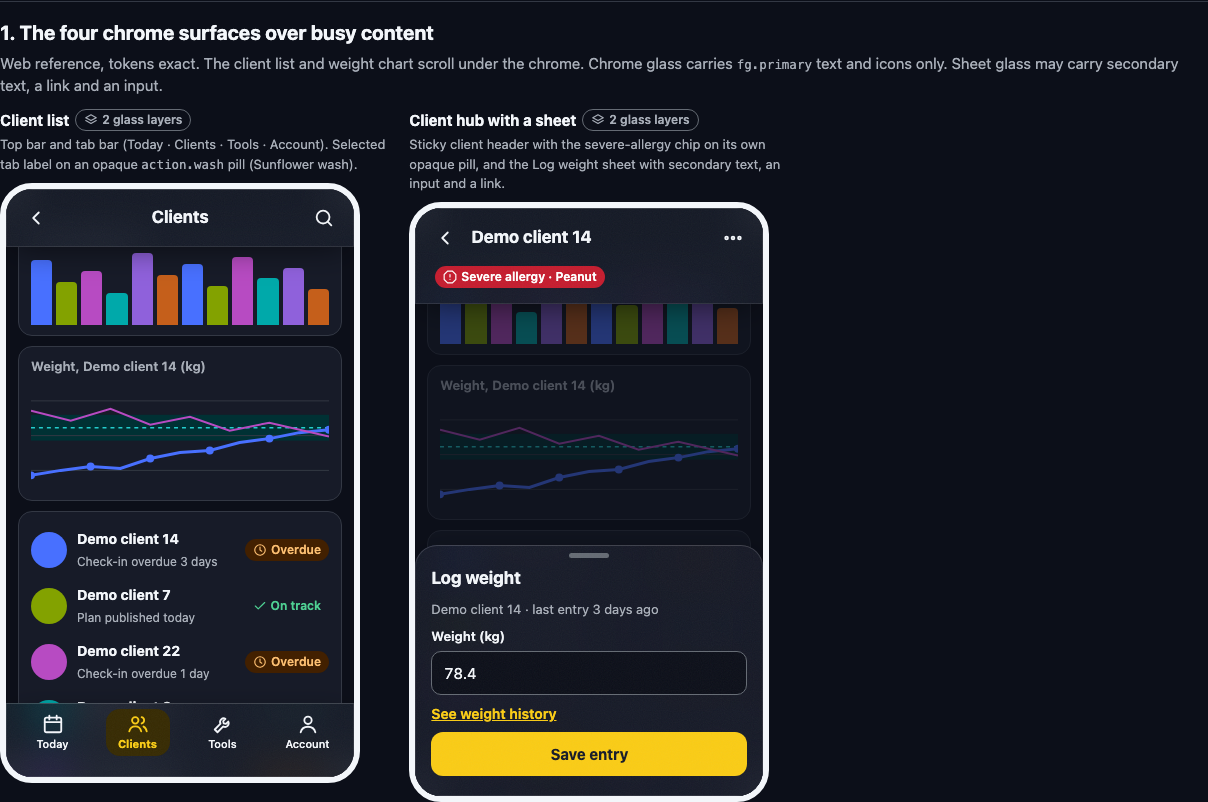 1. The four chrome surfaces over busy content
Web reference, tokens exact. The client list and weight chart scroll under the chrome. Chrome glass carries fg.primary text and icons only. Sheet glass may carry secondary
text, a link and an input.
Client list
2 glass layers
Top bar and tab bar (Today · Clients · Tools · Account). Selected
tab label on an opaque action.wash pill (Sunflower wash).
Clients
Weight, Demo client 14 (kg)
Demo client 14
Check-in overdue 3 days
Overdue
Demo client 7
Plan published today
On track
Demo client 22
Check-in overdue 1 day
Overdue
Today
Clients
Tools
Account
Client hub with a sheet
2 glass layers
Sticky client header with the severe-allergy chip on its own
opaque pill, and the Log weight sheet with secondary text, an
input and a link.
Demo client 14
Severe allergy · Peanut
Weight, Demo client 14 (kg)
Log weight
Demo client 14 · last entry 3 days ago
Weight (kg)
78.4
See weight history
Save entry